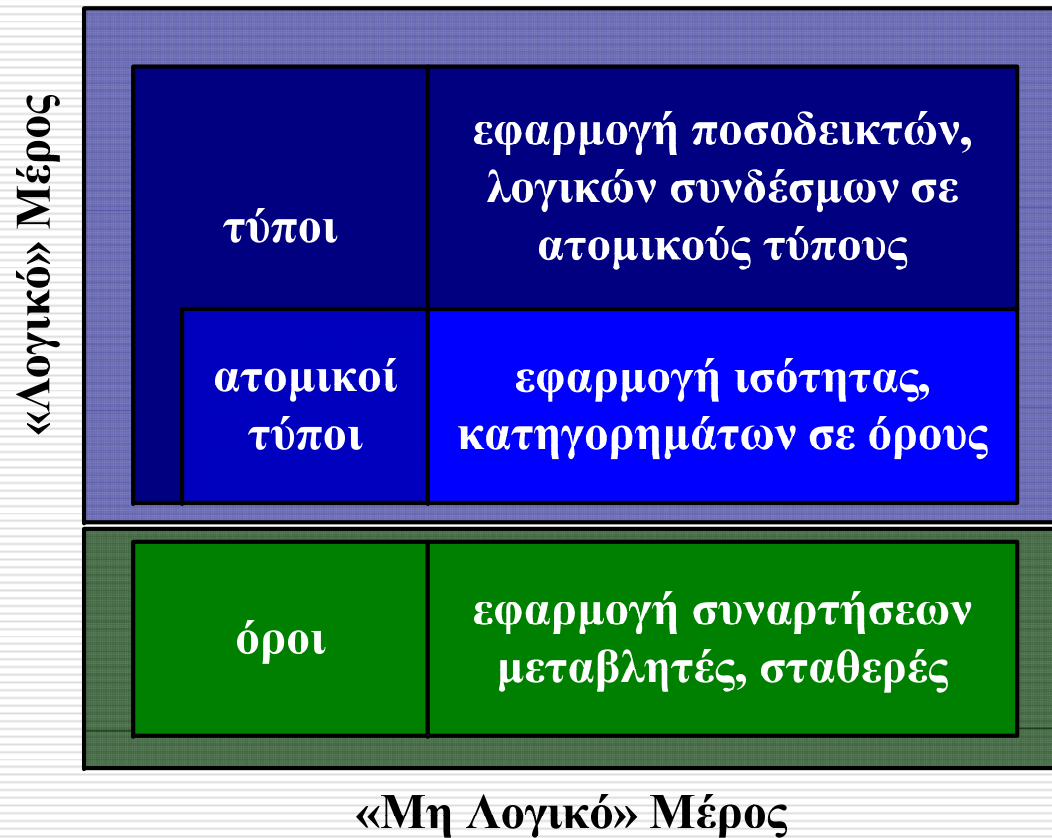 «Λογικό» Μέρος
τύποι
εφαρμογή ποσοδεικτών,
λογικών συνδέσμων σε
ατομικούς τύπους
ατομικοί
τύποι
εφαρμογή ισότητας,
κατηγορημάτων σε όρους
όροι
εφαρμογή συναρτήσεων
μεταβλητές, σταθερές
«Μη Λογικό» Μέρος